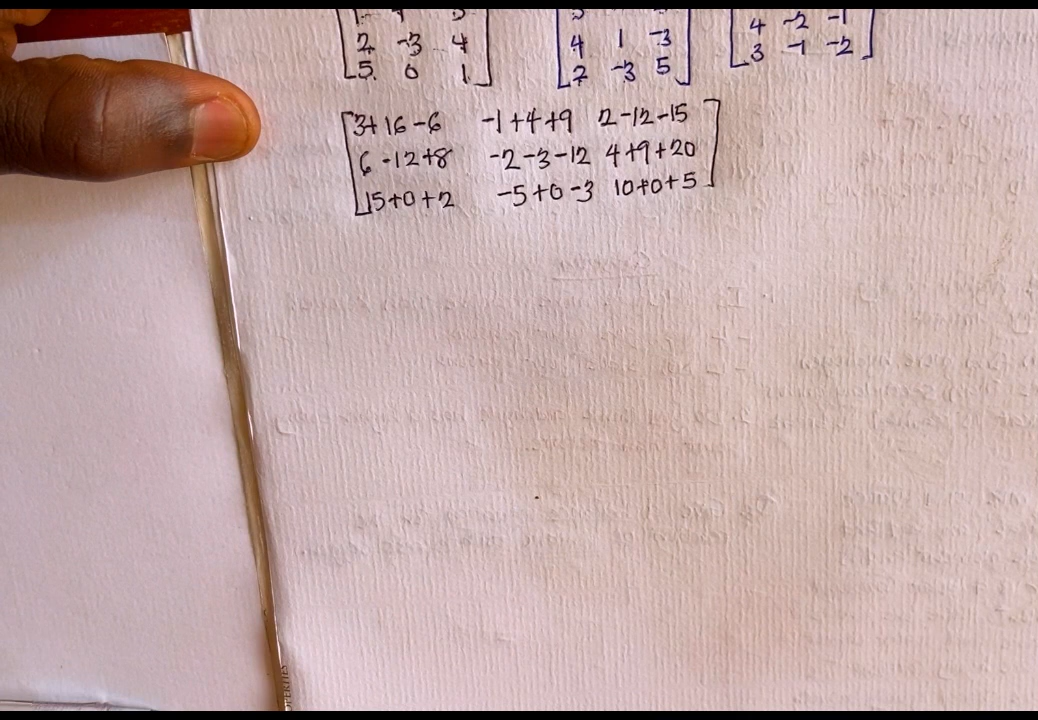 2 -3 4 4 1 -3 4 -2 -1
5 0 1 2 -3 5 3 -1 -2
3+16-6 -1+4+9 2-12-15
6-12+8 -2-3-12 4+9+20
15+0+2 -5+0-3 10+0+5
OPERTIES